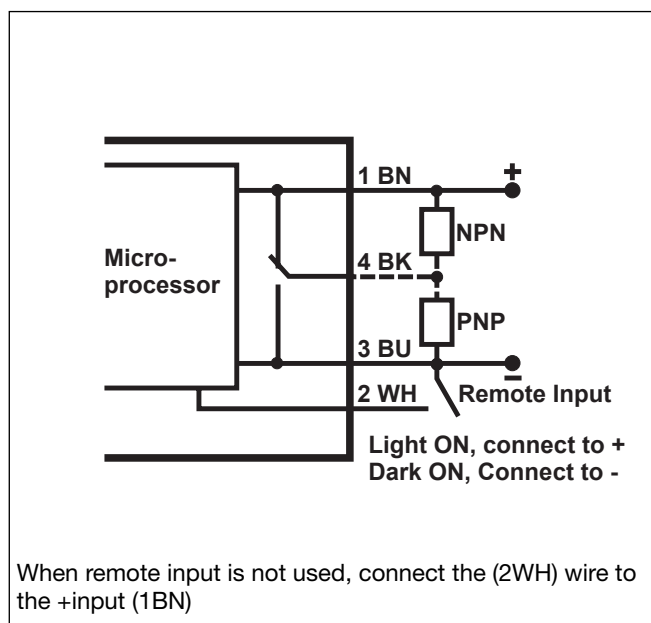 1 BN
+
NPN
Micro-
processor
4 BK
PNP
3 BU
-
2 WH
Remote Input
Light ON, connect to +
Dark ON, Connect to -
When remote input is not used, connect the (2WH) wire to
the +input (1BN)